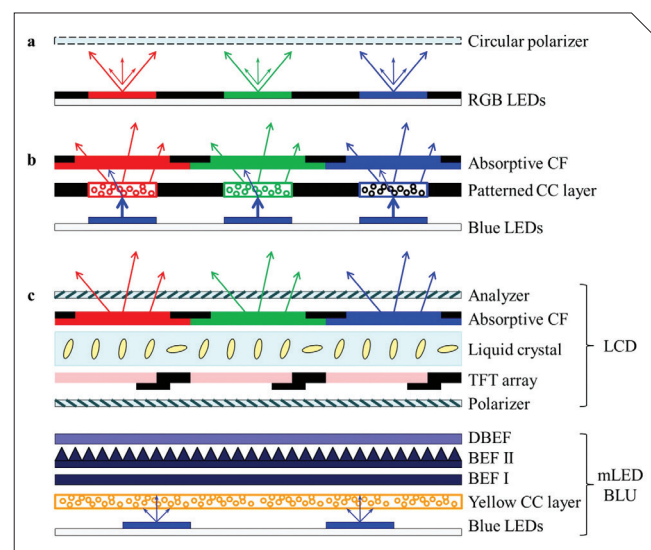 a
Circular polarizer
RGB LEDs
b
Absorptive CF
Patterned CC layer
Blue LEDs
c
Analyzer
Absorptive CF
Liquid crystal
TFT array
Polarizer
LCD
DBEF
BEF II
BEF I
Yellow CC layer
Blue LEDs
mLED
BLU